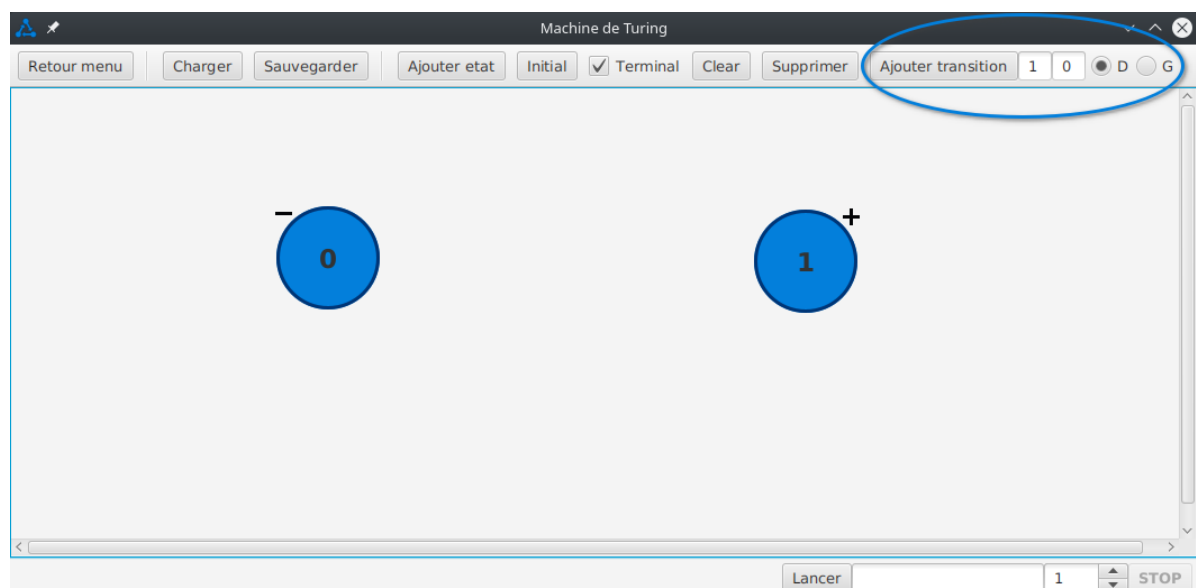 Machine de Turing
Retour menu Charger Sauvegarder Ajouter etat Initial Terminal Clear Supprimer Ajouter transition 1 0 D G
− +
0 1
Lancer 1 STOP